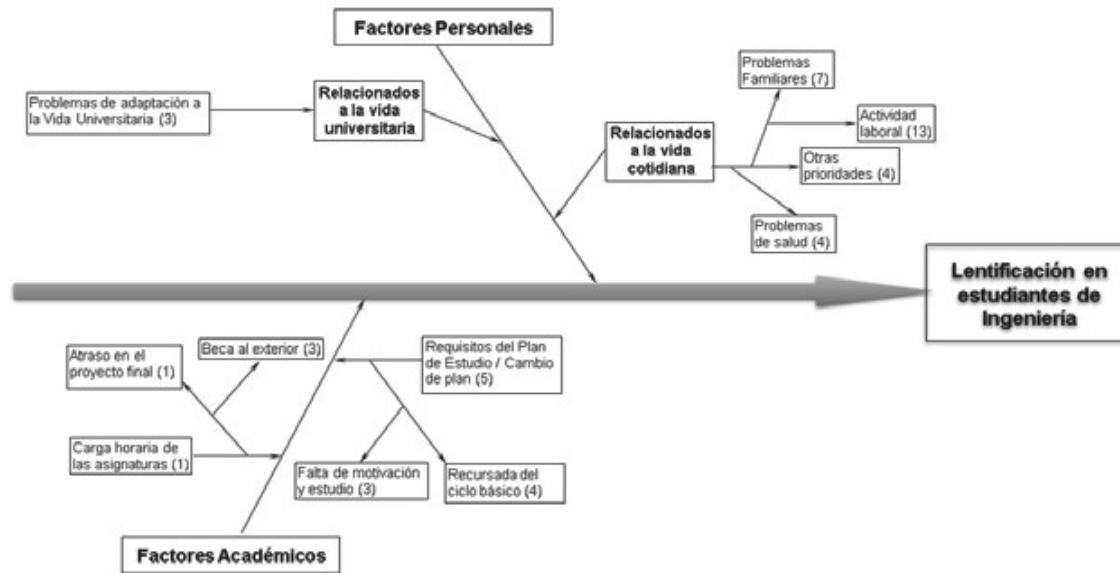 Factores Personales
Problemas de adaptación a
la Vida Universitaria (3)
Relacionados
a la vida
universitaria
Relacionados
a la vida
cotidiana
Problemas
Familiares (7)
Actividad
laboral (13)
Otras
prioridades (4)
Problemas
de salud (4)
Lentificación en
estudiantes de
Ingeniería
Atraso en el
proyecto final (1)
Beca al exterior (3)
Requisitos del Plan
de Estudio / Cambio
de plan (5)
Carga horaria de
las asignaturas (1)
Falta de motivación
y estudio (3)
Recursada del
ciclo básico (4)
Factores Académicos